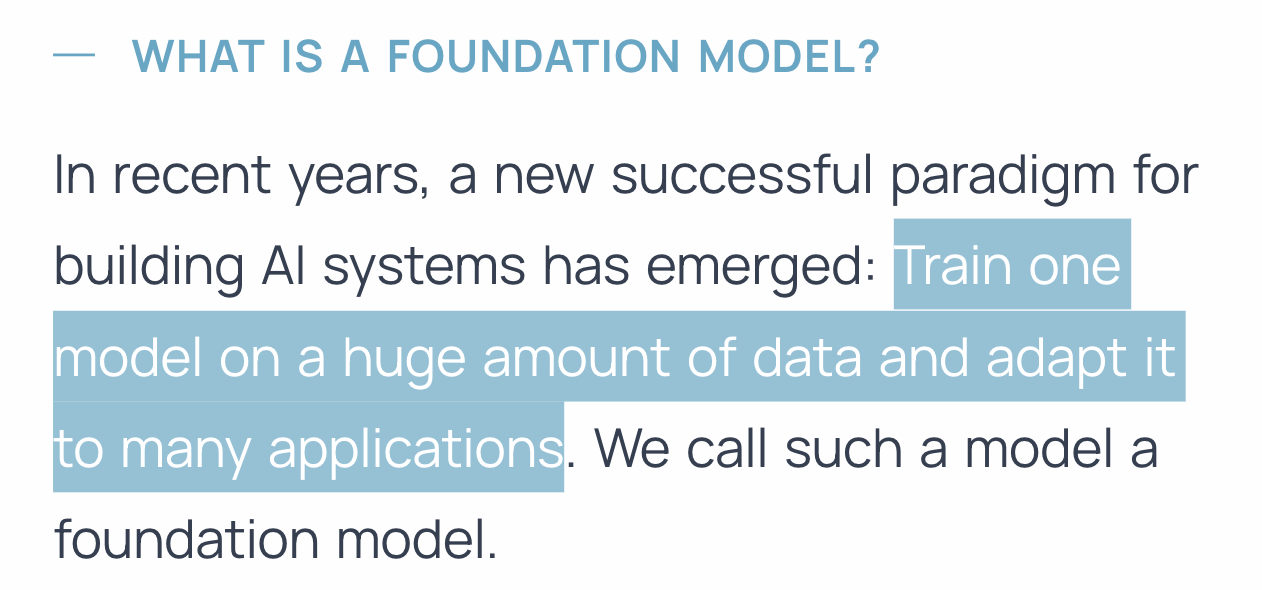 — WHAT IS A FOUNDATION MODEL?
In recent years, a new successful paradigm for
building AI systems has emerged: Train one
model on a huge amount of data and adapt it
to many applications. We call such a model a
foundation model.